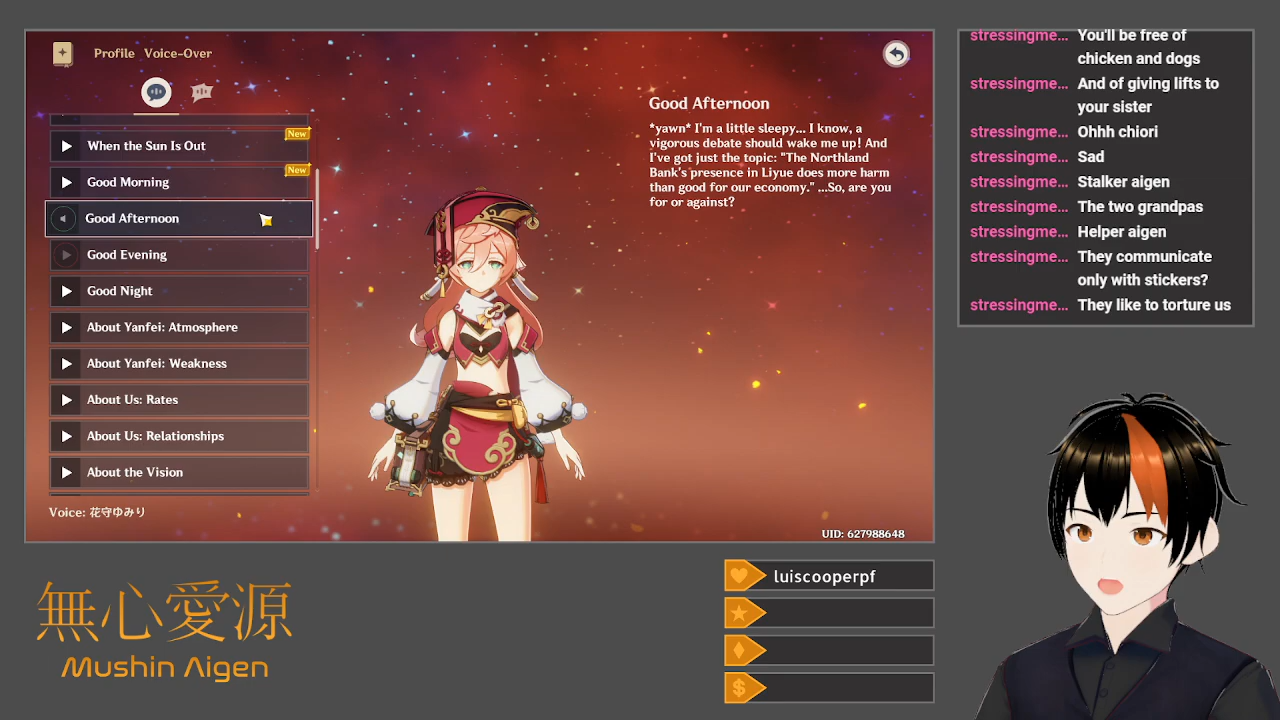 Profile Voice-Over
When the Sun Is Out
New
Good Morning
New
Good Afternoon
Good Evening
Good Night
About Yanfei: Atmosphere
About Yanfei: Weakness
About Us: Rates
About Us: Relationships
About the Vision
Voice: 花守ゆみり
Good Afternoon
*yawn* I'm a little sleepy... I know, a
vigorous debate should wake me up! And
I've got just the topic: "The Northland
Bank's presence in Liyue does more harm
than good for our economy." ...So, are you
for or against?
UID: 627988648
stressingme... You'll be free of
chicken and dogs
stressingme... And of giving lifts to
your sister
stressingme... Ohhh chiori
stressingme... Sad
stressingme... Stalker aigen
stressingme... The two grandpas
stressingme... Helper aigen
stressingme... They communicate
only with stickers?
stressingme... They like to torture us
無心愛源
Mushin Aigen
luiscooperpf
$